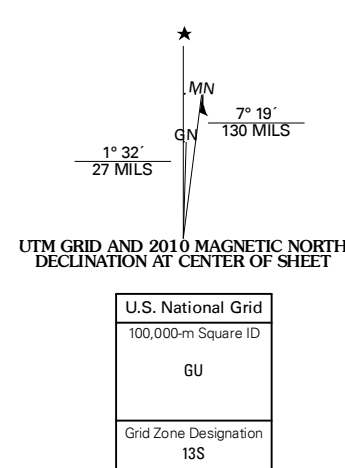 ★
MN
7° 19´
130 MILS
GN
1° 32´
27 MILS
UTM GRID AND 2010 MAGNETIC NORTH
DECLINATION AT CENTER OF SHEET
U.S. National Grid
100,000-m Square ID
GU
Grid Zone Designation
13S